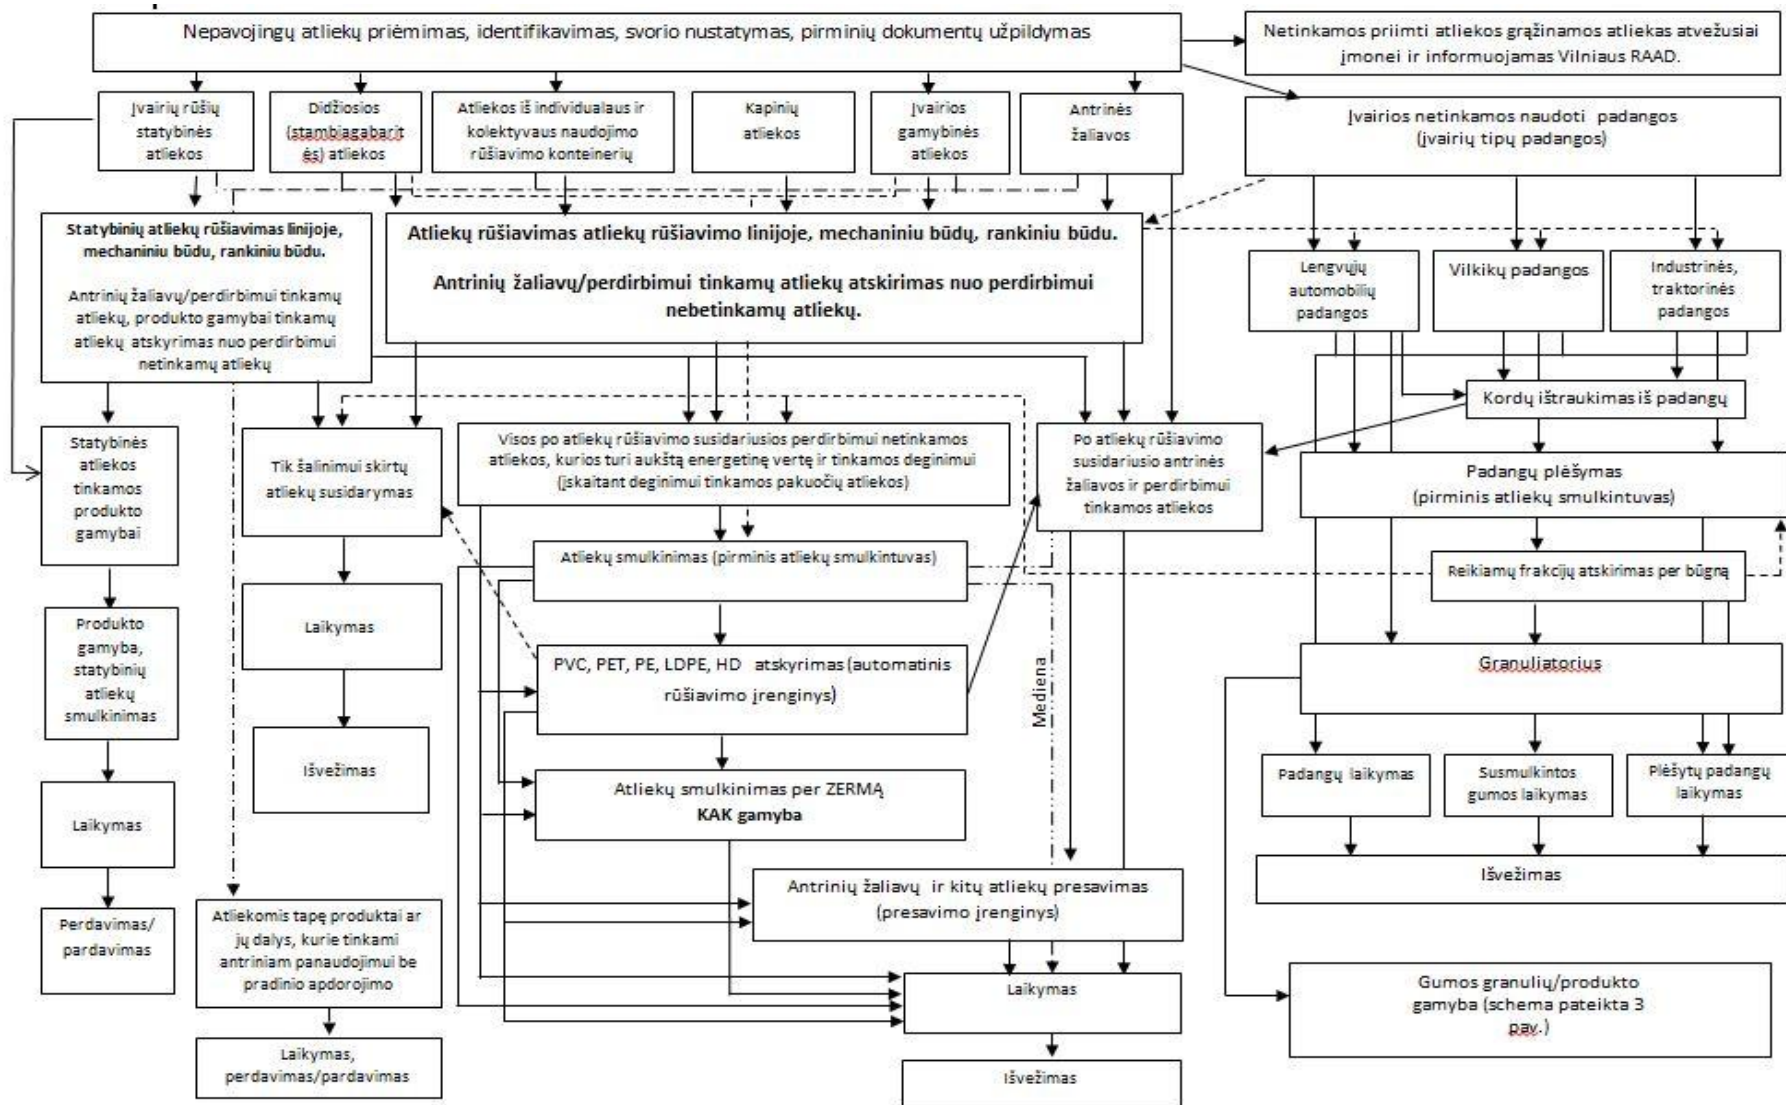 Nepavojingų atliekų priėmimas, identifikavimas, svorio nustatymas, pirminių dokumentų užpildymas
Netinkamos priimti atliekos grąžinamos atliekas atvežusiai
įmonei ir informuojamas Vilniaus RAAD.
Įvairių rūšių
statybinės
atliekos
Didžiosios
(stambiagabarit
ės) atliekos
Atliekos iš individualaus ir
kolektyvaus naudojimo
rūšiavimo konteinerių
Kapinių
atliekos
Įvairios
gamybinės
atliekos
Antrinės
žaliavos
Įvairios netinkamos naudoti padangos
(įvairių tipų padangos)
Statybinių atliekų rūšiavimas linijoje,
mechaniniu būdu, rankiniu būdu.
Antrinių žaliavų/perdirbimui tinkamų
atliekų, produkto gamybai tinkamų
atliekų atskyrimas nuo perdirbimui
netinkamų atliekų
Atliekų rūšiavimas atliekų rūšiavimo linijoje, mechaniniu būdų, rankiniu būdu.
Antrinių žaliavų/perdirbimui tinkamų atliekų atskirimas nuo perdirbimui
nebetinkamų atliekų.
Lengvųjų
automobilių
padangos
Vilkikų padangos
Industrinės,
traktorinės
padangos
Kordų ištraukimas iš padangų
Statybinės
atliekos
tinkamos
produkto
gamybai
Tik šalinimui skirtų
atliekų susidarymas
Visos po atliekų rūšiavimo susidariusios perdirbimui netinkamos
atliekos, kurios turi aukštą energetinę vertę ir tinkamos deginimui
(įskaitant deginimui tinkamos pakuočių atliekos)
Po atliekų rūšiavimo
susidariusio antrinės
žaliavos ir perdirbimui
tinkamos atliekos
Padangų plėšymas
(pirminis atliekų smulkintuvas)
Atliekų smulkinimas (pirminis atliekų smulkintuvas)
Reikiamų frakcijų atskirimas per būgną
Produkto
gamyba,
statybinių
atliekų
smulkinimas
Laikymas
PVC, PET, PE, LDPE, HD atskyrimas (automatinis
rūšiavimo įrenginys)
Mediena
Granuliatorius
Išvežimas
Atliekų smulkinimas per ZERMĄ
KAK gamyba
Padangų laikymas
Susmulkintos
gumos laikymas
Plėšytų padangų
laikymas
Laikymas
Antrinių žaliavų ir kitų atliekų presavimas
(presavimo įrenginys)
Išvežimas
Perdavimas/
pardavimas
Atliekomis tapę produktai ar
jų dalys, kurie tinkami
antriniam panaudojimui be
pradinio apdorojimo
Laikymas
Gumos granulių/produkto
gamyba (schema pateikta 3
pav.)
Laikymas,
perdavimas/pardavimas
Išvežimas